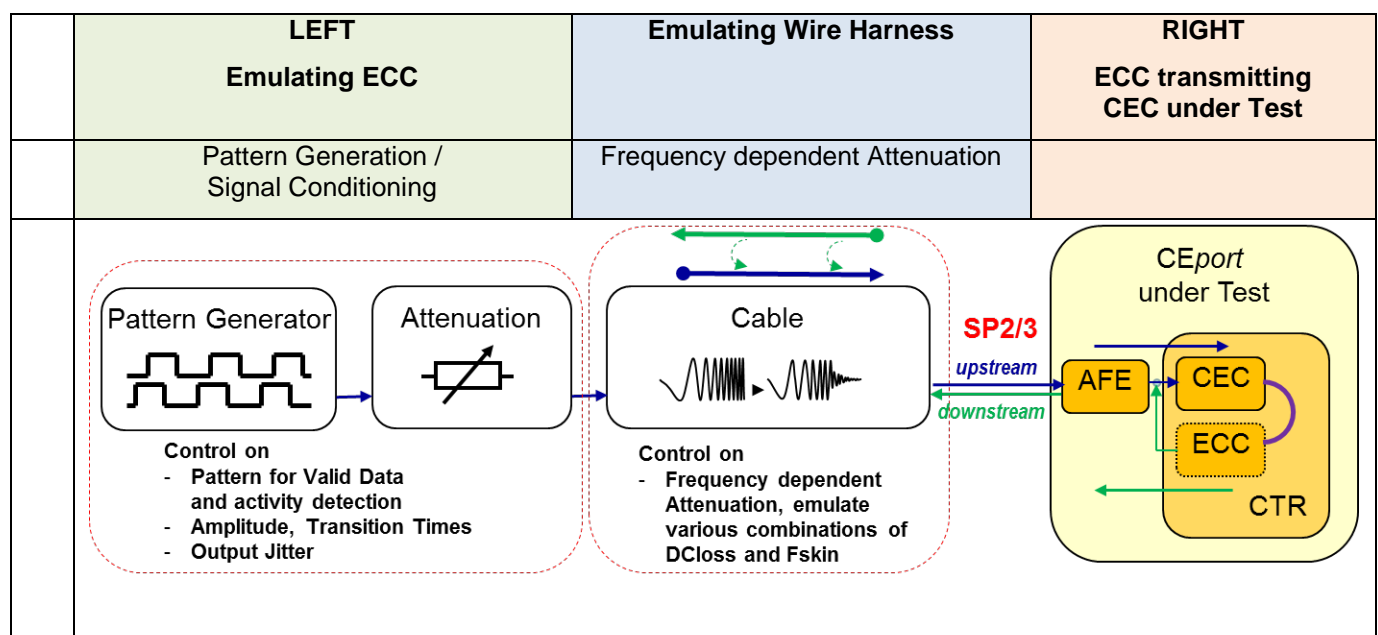 LEFT
Emulating ECC
Emulating Wire Harness
RIGHT
ECC transmitting
CEC under Test
Pattern Generation /
Signal Conditioning
Frequency dependent Attenuation
Pattern Generator
Attenuation
Control on
- Pattern for Valid Data
and activity detection
- Amplitude, Transition Times
- Output Jitter
Cable
Control on
- Frequency dependent
Attenuation, emulate
various combinations of
DCloss and Fskin
SP2/3
upstream
downstream
CEport
under Test
AFE
CEC
ECC
CTR